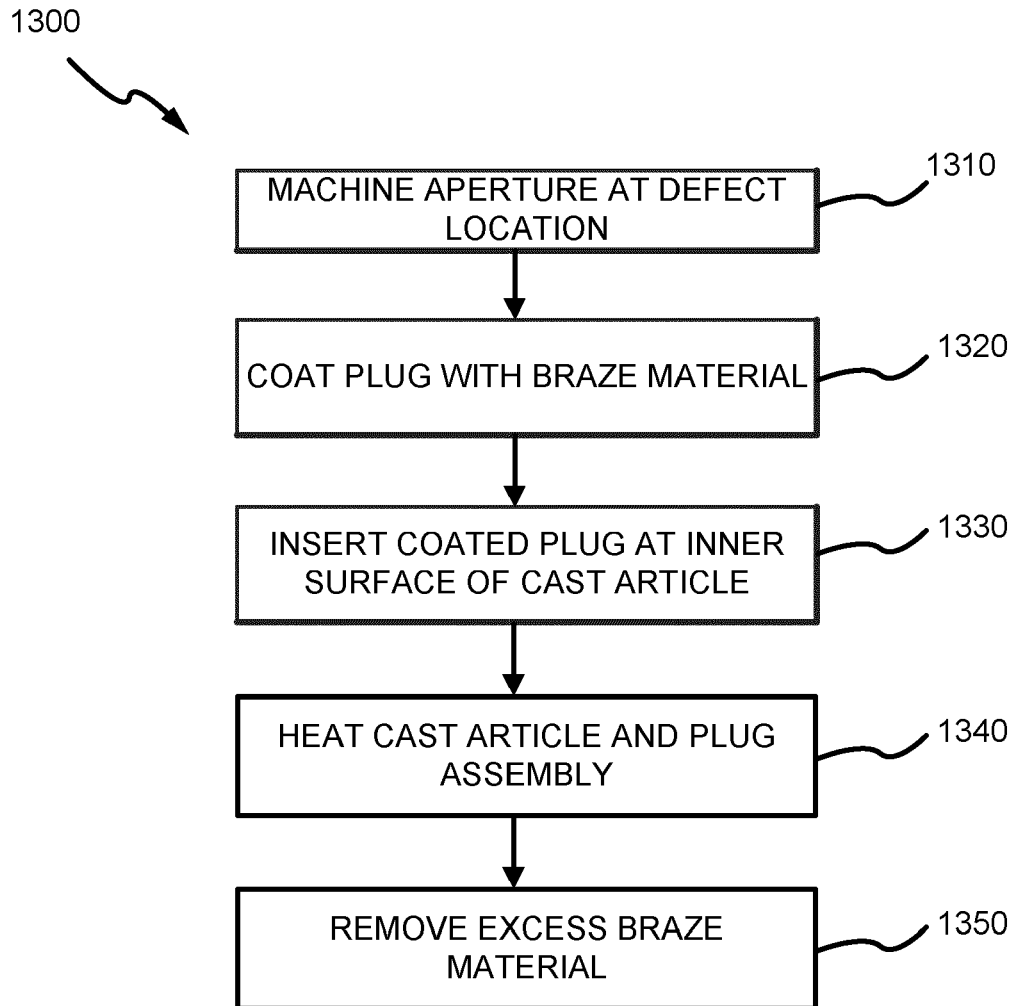 1300
MACHINE APERTURE AT DEFECT
LOCATION
1310
COAT PLUG WITH BRAZE MATERIAL
1320
INSERT COATED PLUG AT INNER
SURFACE OF CAST ARTICLE
1330
HEAT CAST ARTICLE AND PLUG
ASSEMBLY
1340
REMOVE EXCESS BRAZE
MATERIAL
1350